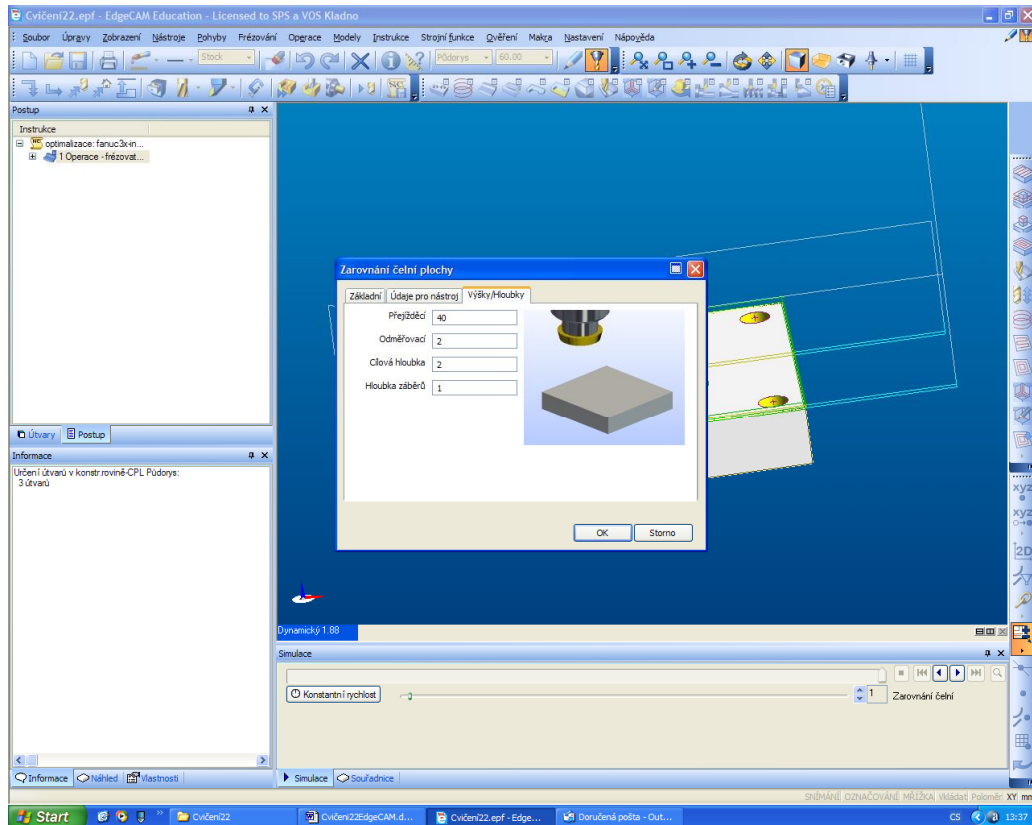 Cvičení22.epf - EdgeCAM Education - Licensed to SPS a VOS Kladno
Soubor Úpravy Zobrazení Nástroje Pohyby Frézování Operace Modely Instrukce Strojní funkce Ověření Makra Nastavení Nápověda
Stock Půdorys 60.00
Postup
Instrukce
optimalizace: fanuc3x-in...
1 Operace - frézovat...
Útvary Postup
Informace
Určení útvarů v konstr.rovině-CPL Púdorys:
3 útvarů
Informace Náhled Vlastnosti
Zarovnání čelní plochy
Základní Údaje pro nástroj Výšky/Hloubky
Přejížděcí 40
Odměřovací 2
Cílová hloubka 2
Hloubka záběrů 1
OK Storno
xyz
xyz
2D
Dynamický 1.88
Simulace
Konstantní rychlost 1 Zarovnání čelní
Simulace Souřadnice
SNÍMÁNÍ OZNAČOVÁNÍ MŘÍŽKA Vkládat Poloměr XY mm
Start Cvičení22 Cvičení22EdgeCAM.d... Cvičení22.epf - Edge... Doručená pošta - Out... CS 13:37